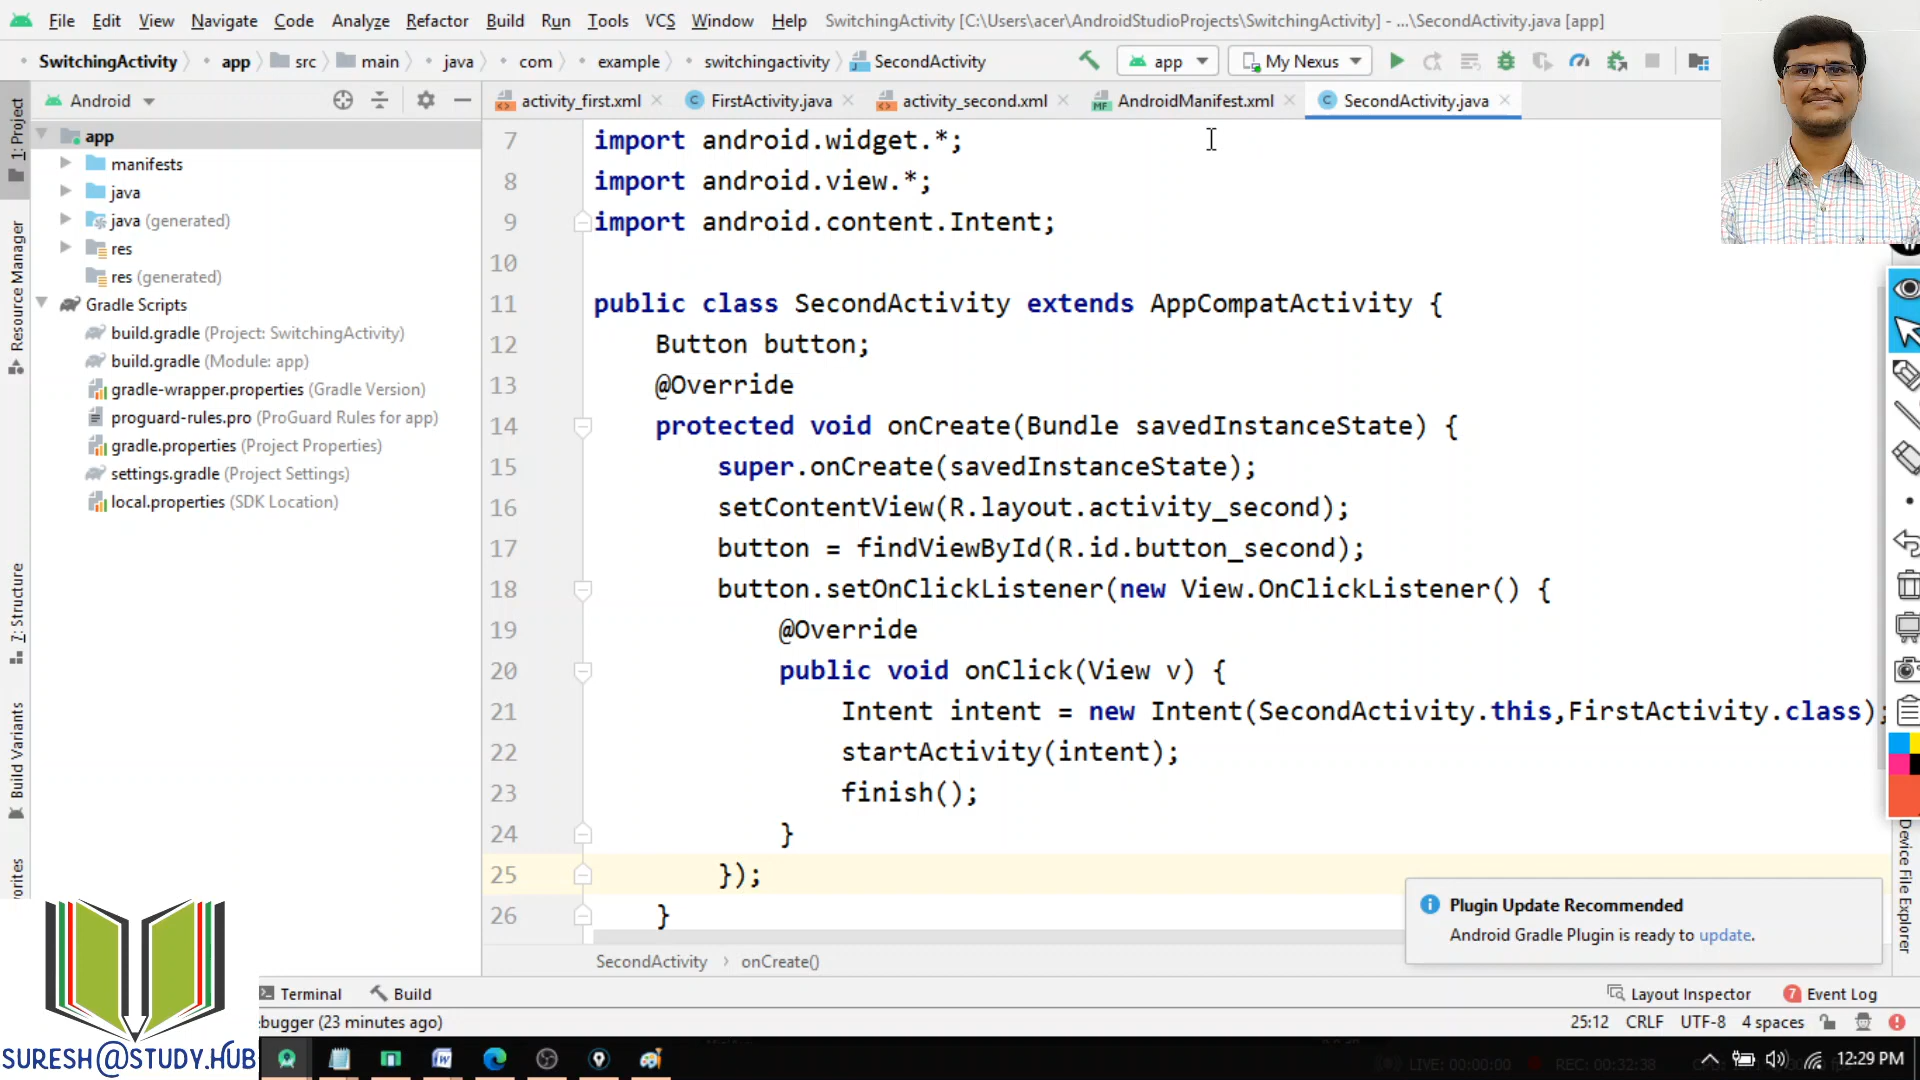 File Edit View Navigate Code Analyze Refactor Build Run Tools VCS Window Help SwitchingActivity [C:\Users\acer\AndroidStudioProjects\SwitchingActivity] - ...\SecondActivity.java [app]
SwitchingActivity app src main java com example switchingactivity SecondActivity app My Nexus
1: Project
Resource Manager
7: Structure
Build Variants
Android
app
manifests
java
java (generated)
res
res (generated)
Gradle Scripts
build.gradle (Project: SwitchingActivity)
build.gradle (Module: app)
gradle-wrapper.properties (Gradle Version)
proguard-rules.pro (ProGuard Rules for app)
gradle.properties (Project Properties)
settings.gradle (Project Settings)
local.properties (SDK Location)
activity_first.xml FirstActivity.java activity_second.xml AndroidManifest.xml SecondActivity.java
7 import android.widget.*;
8 import android.view.*;
9 import android.content.Intent;
10
11 public class SecondActivity extends AppCompatActivity {
12 Button button;
13 @Override
14 protected void onCreate(Bundle savedInstanceState) {
15 super.onCreate(savedInstanceState);
16 setContentView(R.layout.activity_second);
17 button = findViewById(R.id.button_second);
18 button.setOnClickListener(new View.OnClickListener() {
19 @Override
20 public void onClick(View v) {
21 Intent intent = new Intent(SecondActivity.this,FirstActivity.class);
22 startActivity(intent);
23 finish();
24 }
25 });
26 }
SecondActivity > onCreate()
Plugin Update Recommended
Android Gradle Plugin is ready to update.
Device File Explorer
Terminal Build Layout Inspector 7 Event Log
bugger (23 minutes ago) 25:12 CRLF UTF-8 4 spaces
SURESH@STUDY.HUB
LIVE: 00:00:00 REC: 00:32:38 12:29 PM